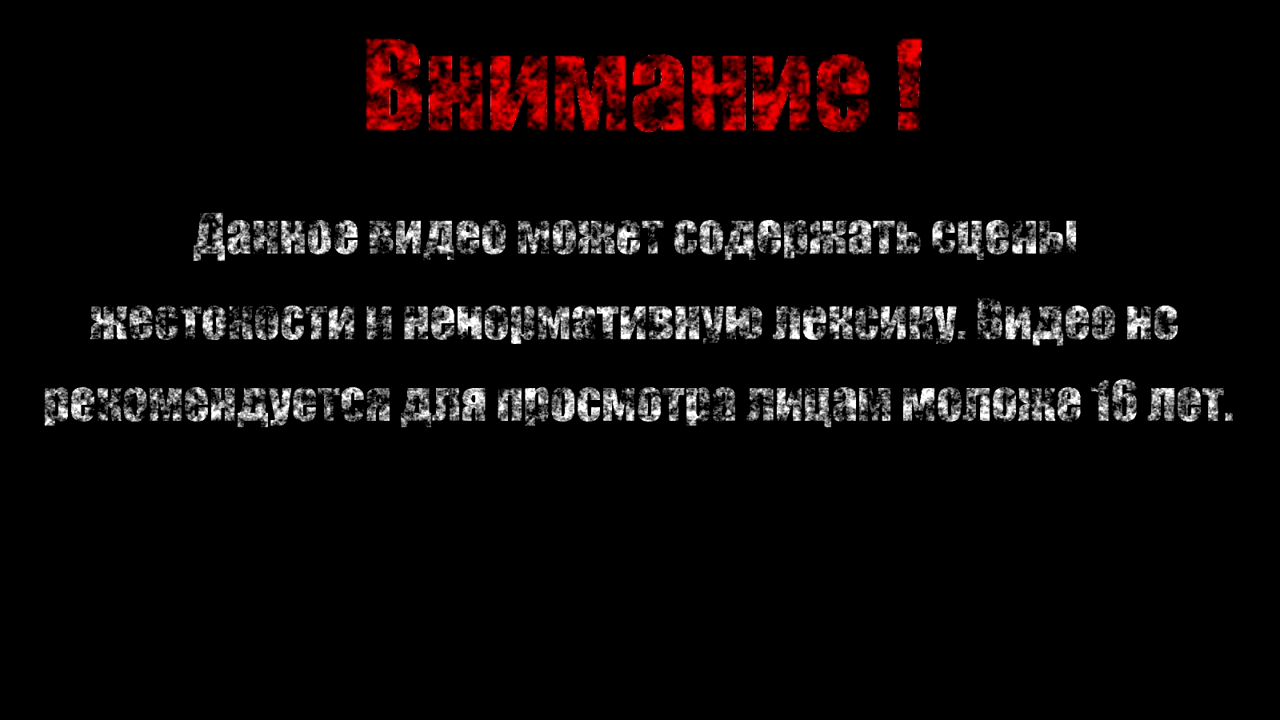 Внимание !
Данное видео может содержать сцены
жестокости и ненормативную лексику. Видео не
рекомендуется для просмотра лицам моложе 16 лет.